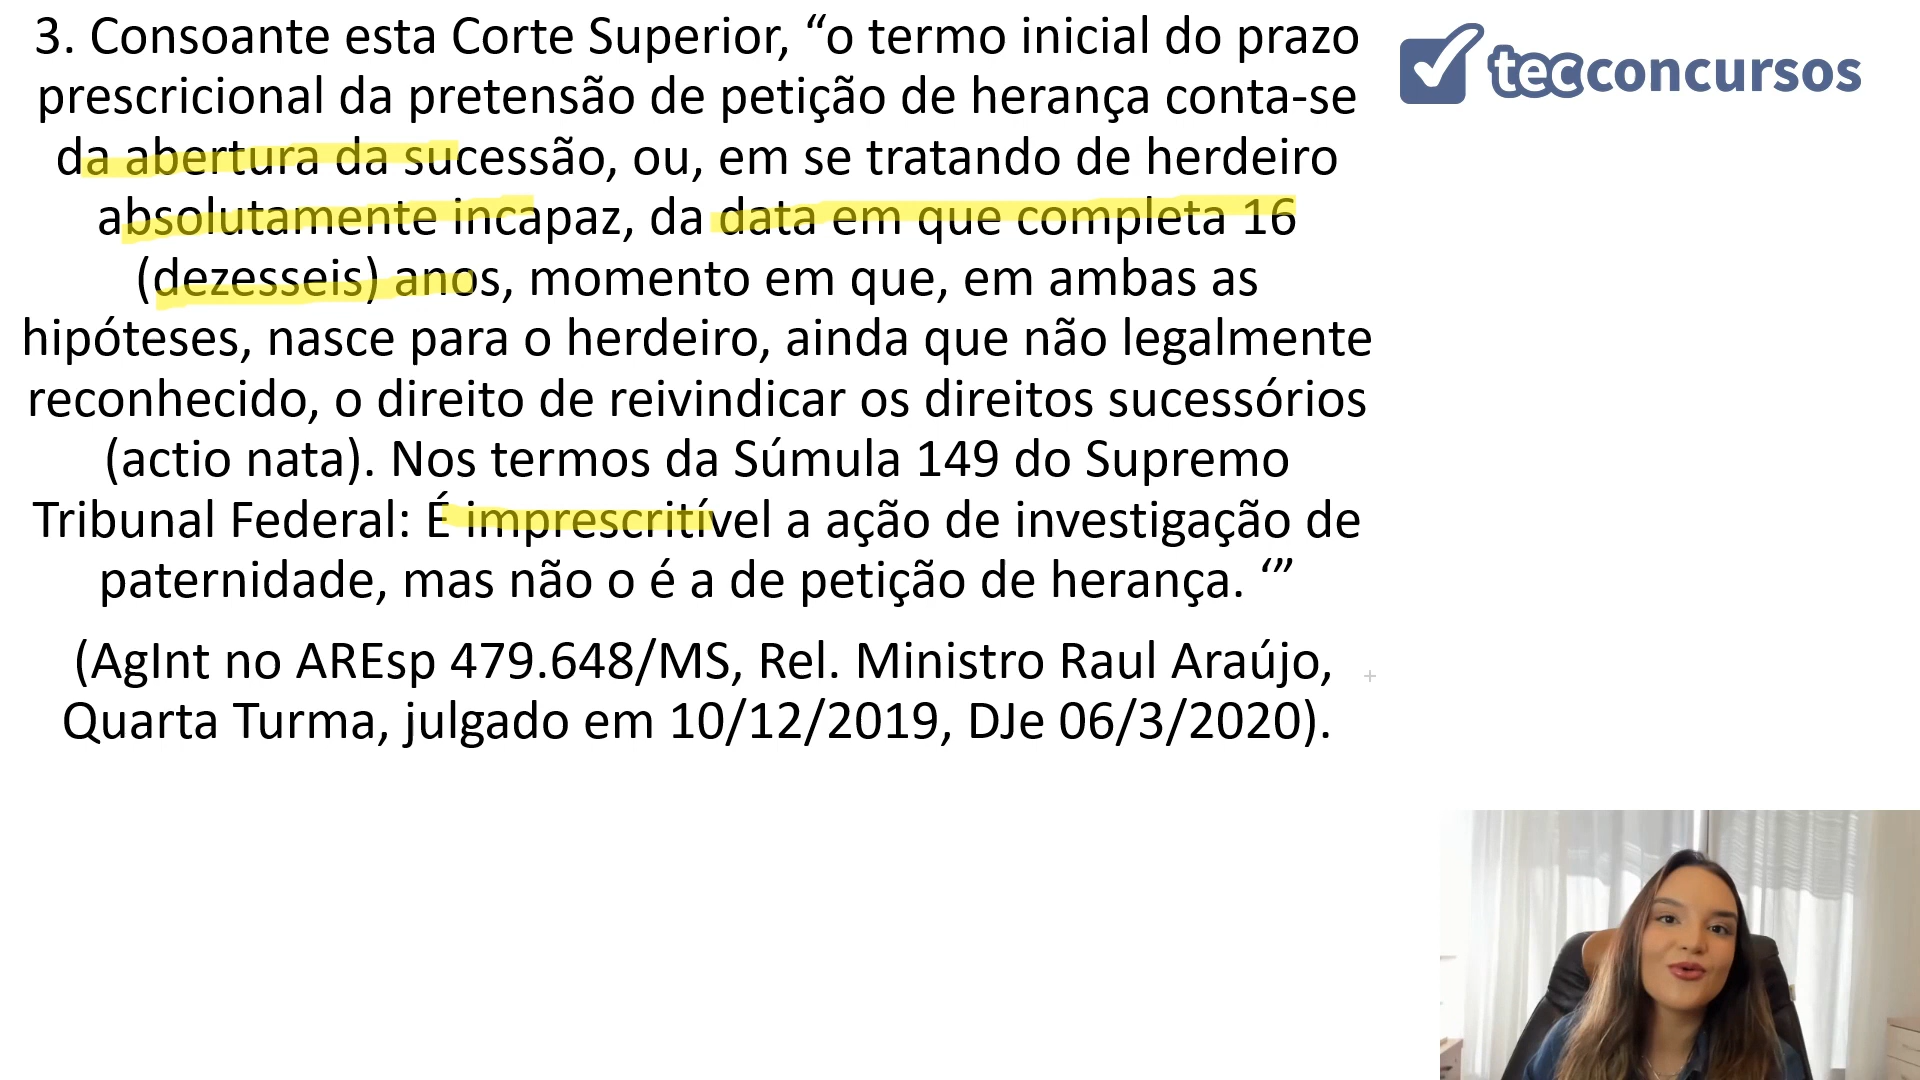 3. Consoante esta Corte Superior, “o termo inicial do prazo
prescricional da pretensão de petição de herança conta-se
da abertura da sucessão, ou, em se tratando de herdeiro
absolutamente incapaz, da data em que completa 16
(dezesseis) anos, momento em que, em ambas as
hipóteses, nasce para o herdeiro, ainda que não legalmente
reconhecido, o direito de reivindicar os direitos sucessórios
(actio nata). Nos termos da Súmula 149 do Supremo
Tribunal Federal: É imprescritível a ação de investigação de
paternidade, mas não o é a de petição de herança. ‘”
(AgInt no AREsp 479.648/MS, Rel. Ministro Raul Araújo,
Quarta Turma, julgado em 10/12/2019, DJe 06/3/2020).
tecconcursos